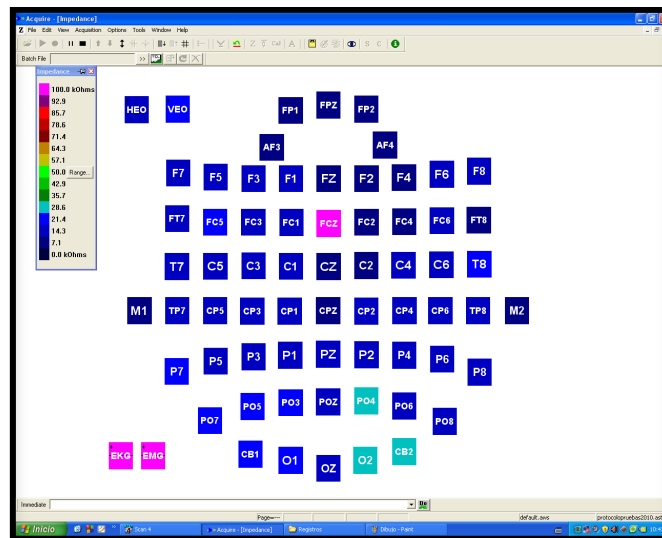 Acquire - [Impedance]
File Edit View Acquisition Options Tools Window Help
Batch File >>
Impedance
100.0 kOhms
92.9
85.7
78.6
71.4
64.3
57.1
50.0 Range...
42.9
35.7
28.6
21.4
14.3
7.1
0.0 kOhms
HEO VEO FP1 FPZ FP2
AF3 AF4
F7 F5 F3 F1 FZ F2 F4 F6 F8
FT7 FC5 FC3 FC1 FCZ FC2 FC4 FC6 FT8
T7 C5 C3 C1 CZ C2 C4 C6 T8
M1 TP7 CP5 CP3 CP1 CPZ CP2 CP4 CP6 TP8 M2
P7 P5 P3 P1 PZ P2 P4 P6 P8
PO7 PO5 PO3 POZ PO4 PO6 PO8
EKG EMG CB1 O1 OZ O2 CB2
Immediate
Page=---
default.aws protocolopruebas2010.ast
Inicio Scan 4 Acquire - [Impedance] Registros Dibujo - Paint